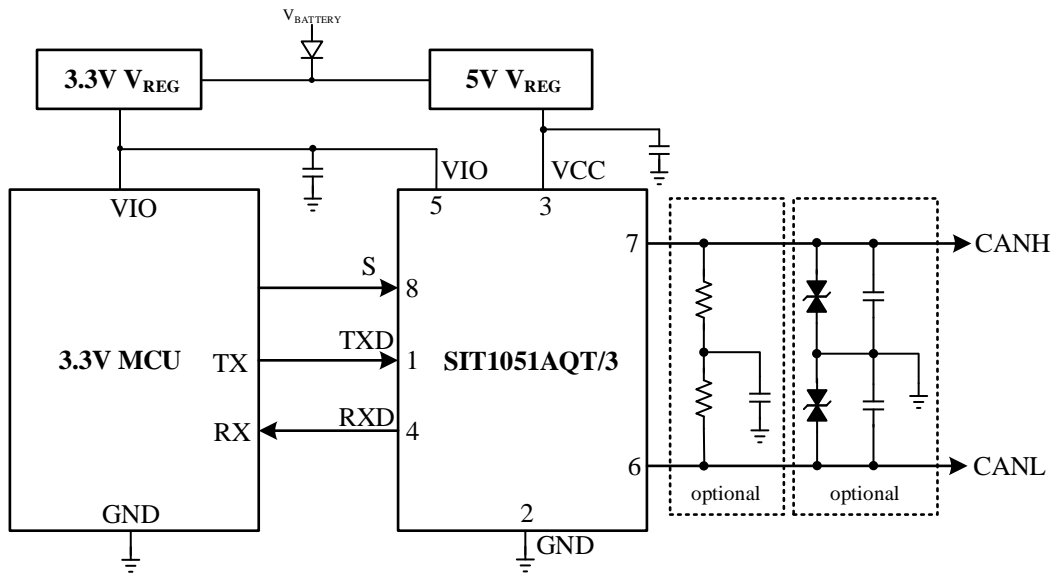 VBATTERY
3.3V VREG
5V VREG
VIO
VCC
5
3
VIO
7
CANH
S
8
TXD
3.3V MCU
TX
1
SIT1051AQT/3
RXD
RX
4
6
CANL
optional
optional
GND
2
GND